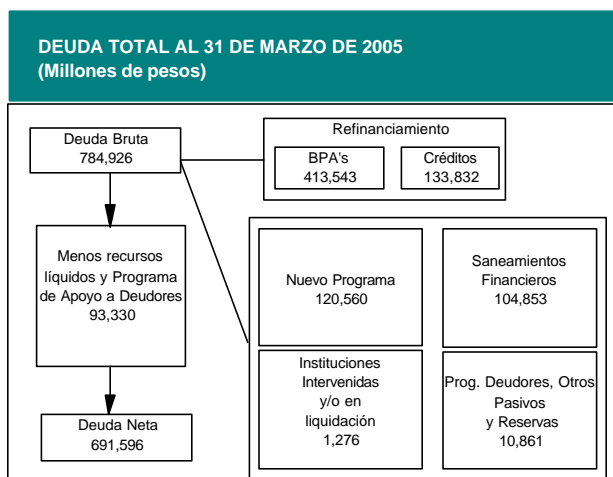 DEUDA TOTAL AL 31 DE MARZO DE 2005
(Millones de pesos)
Deuda Bruta
784,926
Refinanciamiento
BPA's
413,543
Créditos
133,832
Menos recursos
líquidos y Programa
de Apoyo a Deudores
93,330
Nuevo Programa
120,560
Saneamientos
Financieros
104,853
Instituciones
Intervenidas
y/o en
liquidación
1,276
Prog. Deudores, Otros
Pasivos
y Reservas
10,861
Deuda Neta
691,596